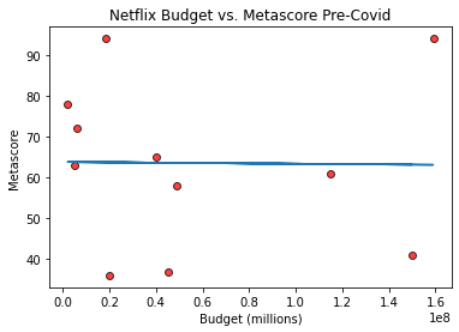 Netflix Budget vs. Metascore Pre-Covid
90
80
70
60
50
40
Metascore
0.0 0.2 0.4 0.6 0.8 1.0 1.2 1.4 1.6
1e8
Budget (millions)